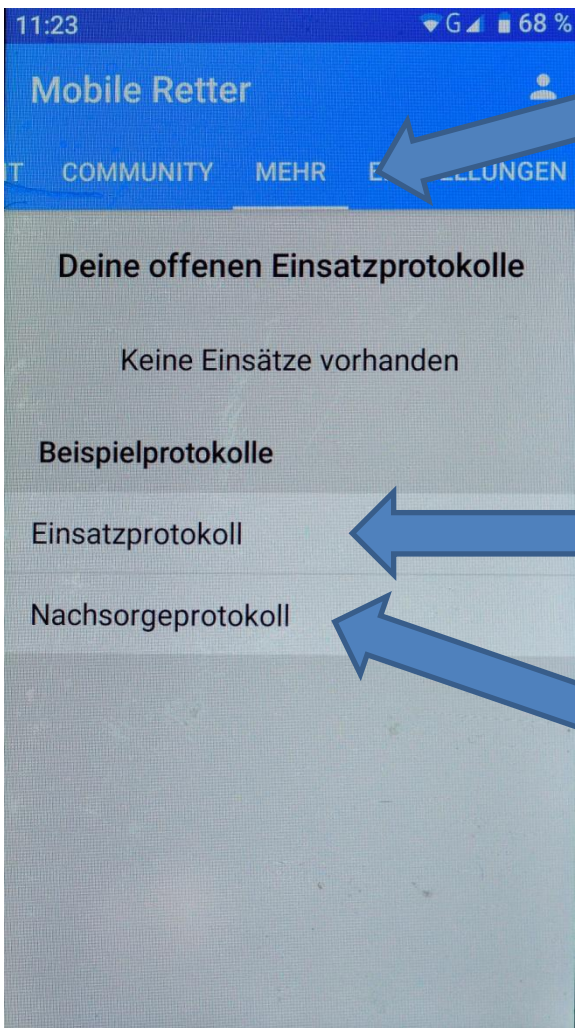 11:23 G 68 %
Mobile Retter
COMMUNITY MEHR
Deine offenen Einsatzprotokolle
Keine Einsätze vorhanden
Beispielprotokolle
Einsatzprotokoll
Nachsorgeprotokoll